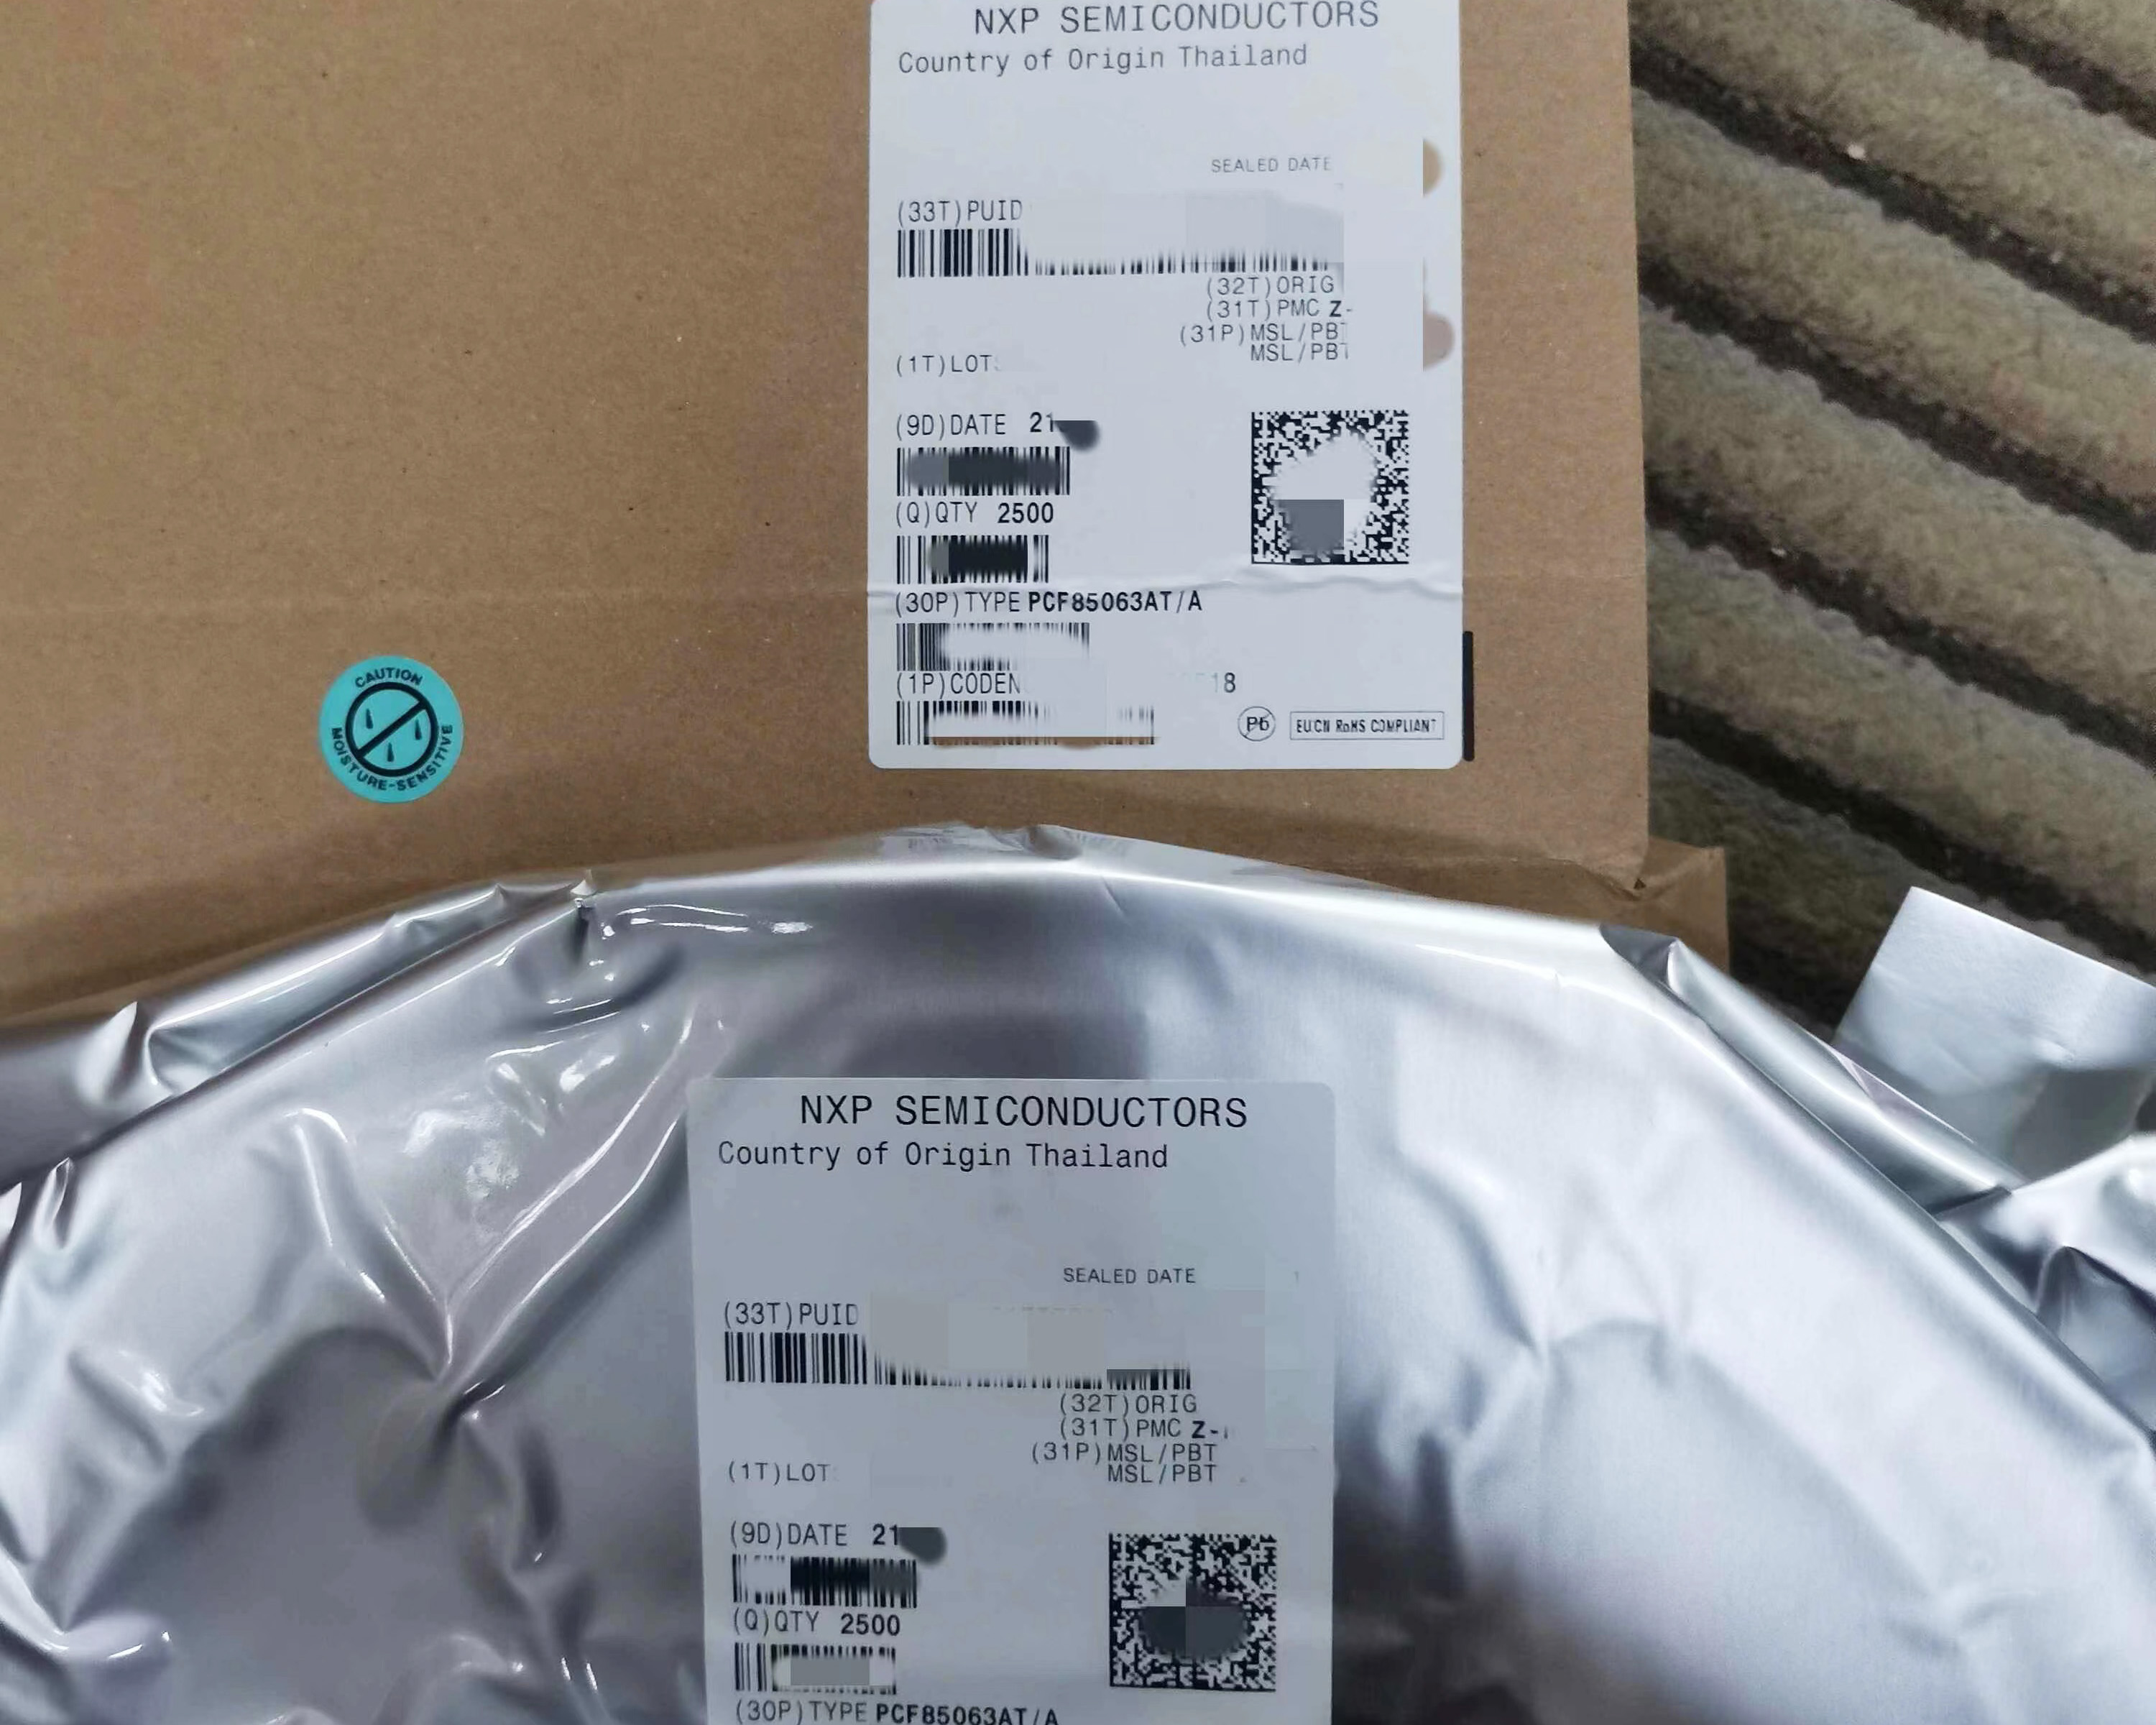 NXP SEMICONDUCTORS
Country of Origin Thailand
SEALED DATE
(33T)PUID
(32T)ORIG
(31T)PMC Z-
(31P)MSL/PBT
MSL/PBT
(1T)LOT
(9D)DATE 21
(Q)QTY 2500
(30P)TYPE PCF85063AT/A
(1P)CODEN 18
Pb
EU/CN RoHS COMPLIANT
CAUTION
MOISTURE-SENSITIVE
NXP SEMICONDUCTORS
Country of Origin Thailand
SEALED DATE
(33T)PUID
(32T)ORIG
(31T)PMC Z-
(31P)MSL/PBT
MSL/PBT
(1T)LOT
(9D)DATE 21
(Q)QTY 2500
(30P)TYPE PCF85063AT/A